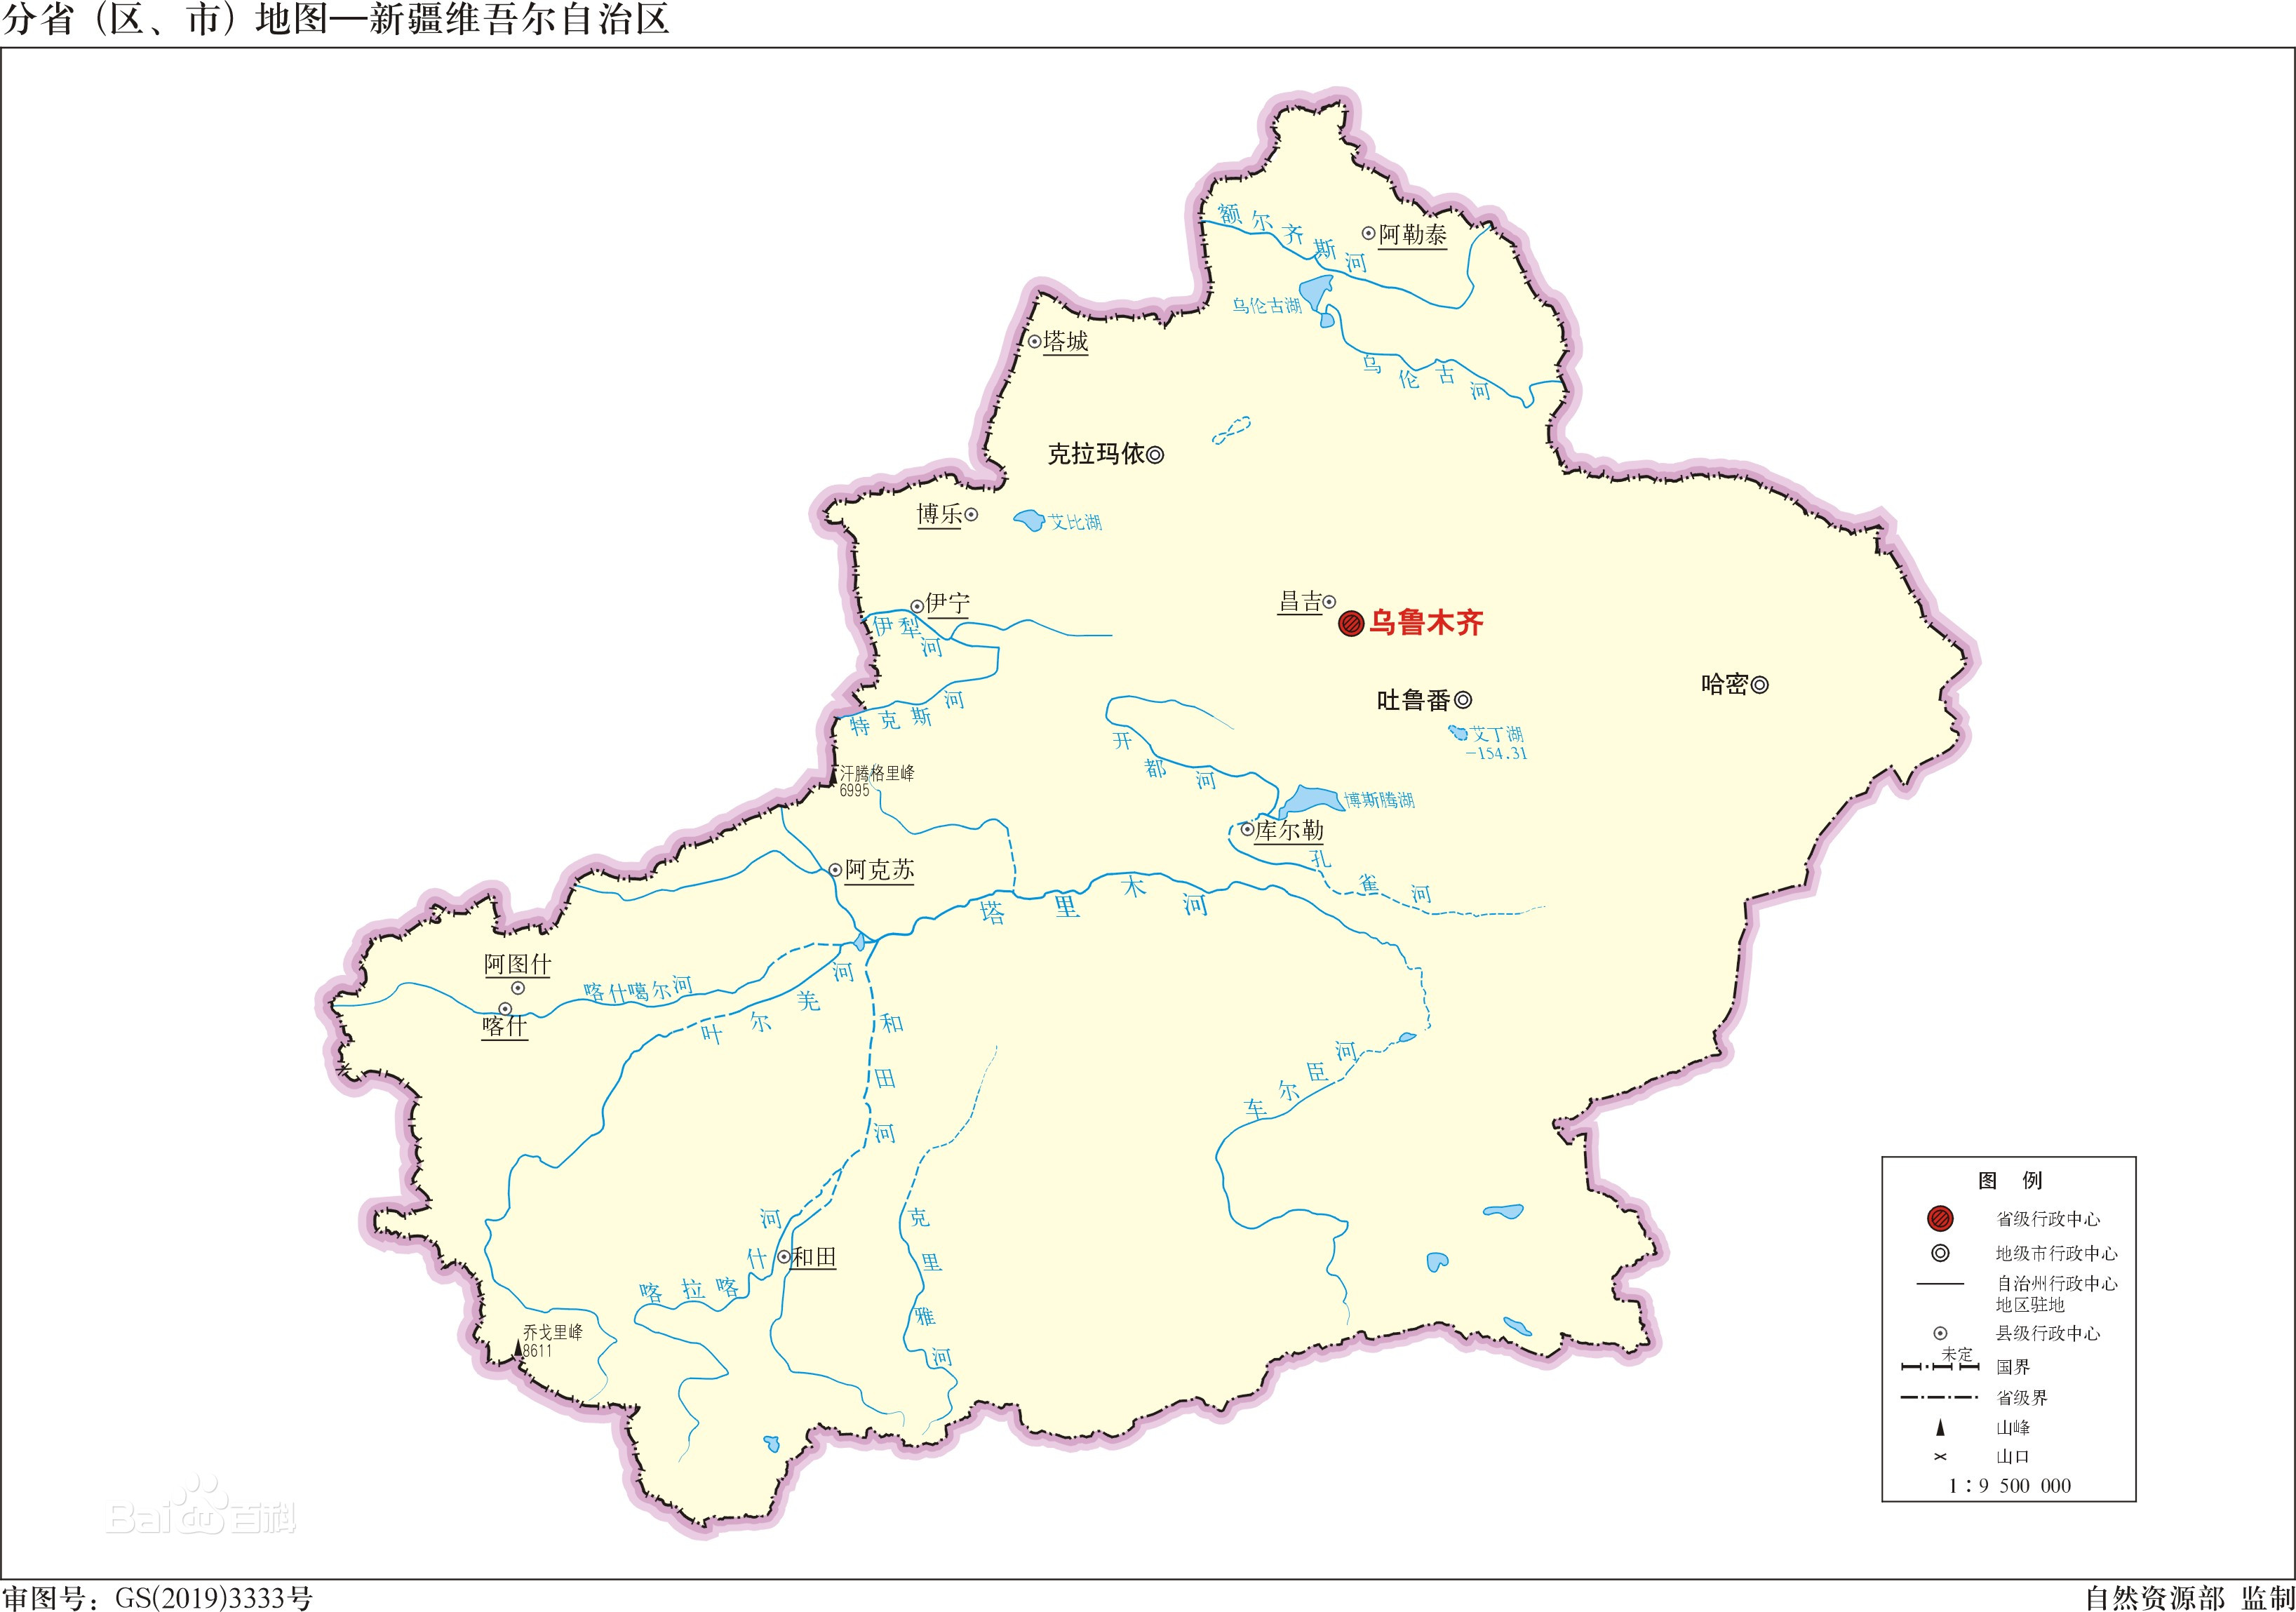 分省（区、市）地图—新疆维吾尔自治区
额尔齐斯河
阿勒泰
乌伦古湖
塔城
乌伦古河
克拉玛依
博乐
艾比湖
伊宁
昌吉
乌鲁木齐
伊犁河
哈密
吐鲁番
特克斯河
艾丁湖
-154.31
开都河
汗腾格里峰
6995
博斯腾湖
库尔勒
孔雀河
阿克苏
塔里木河
阿图什
喀什噶尔河
喀什
叶尔羌河
和田河
车尔臣河
克里雅河
和田
喀拉喀什河
乔戈里峰
8611
图 例
省级行政中心
地级市行政中心
自治州行政中心
地区驻地
县级行政中心
未定
国界
省级界
山峰
山口
1：9 500 000
Bai百科
审图号：GS(2019)3333号
自然资源部 监制